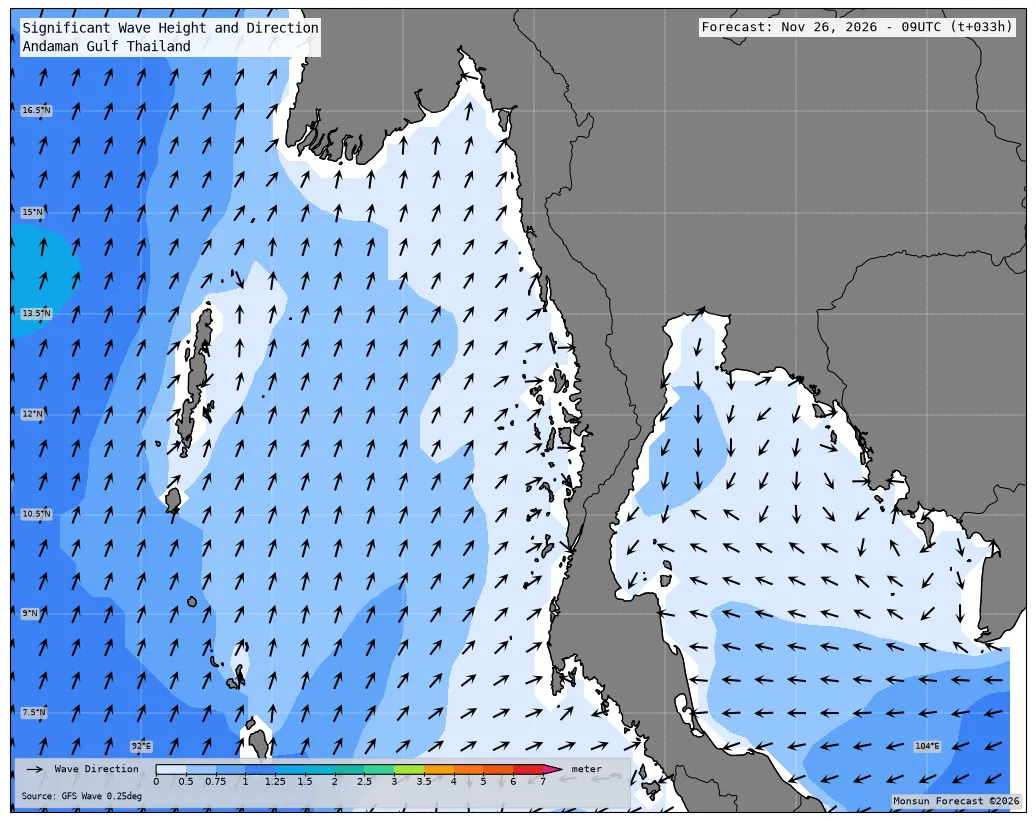 Significant Wave Height and Direction
Andaman Gulf Thailand
Forecast: Nov 26, 2026 - 09UTC (t+033h)
16.5°N
15°N
13.5°N
12°N
10.5°N
9°N
7.5°N
92°E
104°E
Wave Direction
0.5 0.75 1 1.25 1.5 2 2.5 3 3.5 4 5 6 7
meter
Source: GFS Wave 0.25deg
Monsun Forecast ©2026